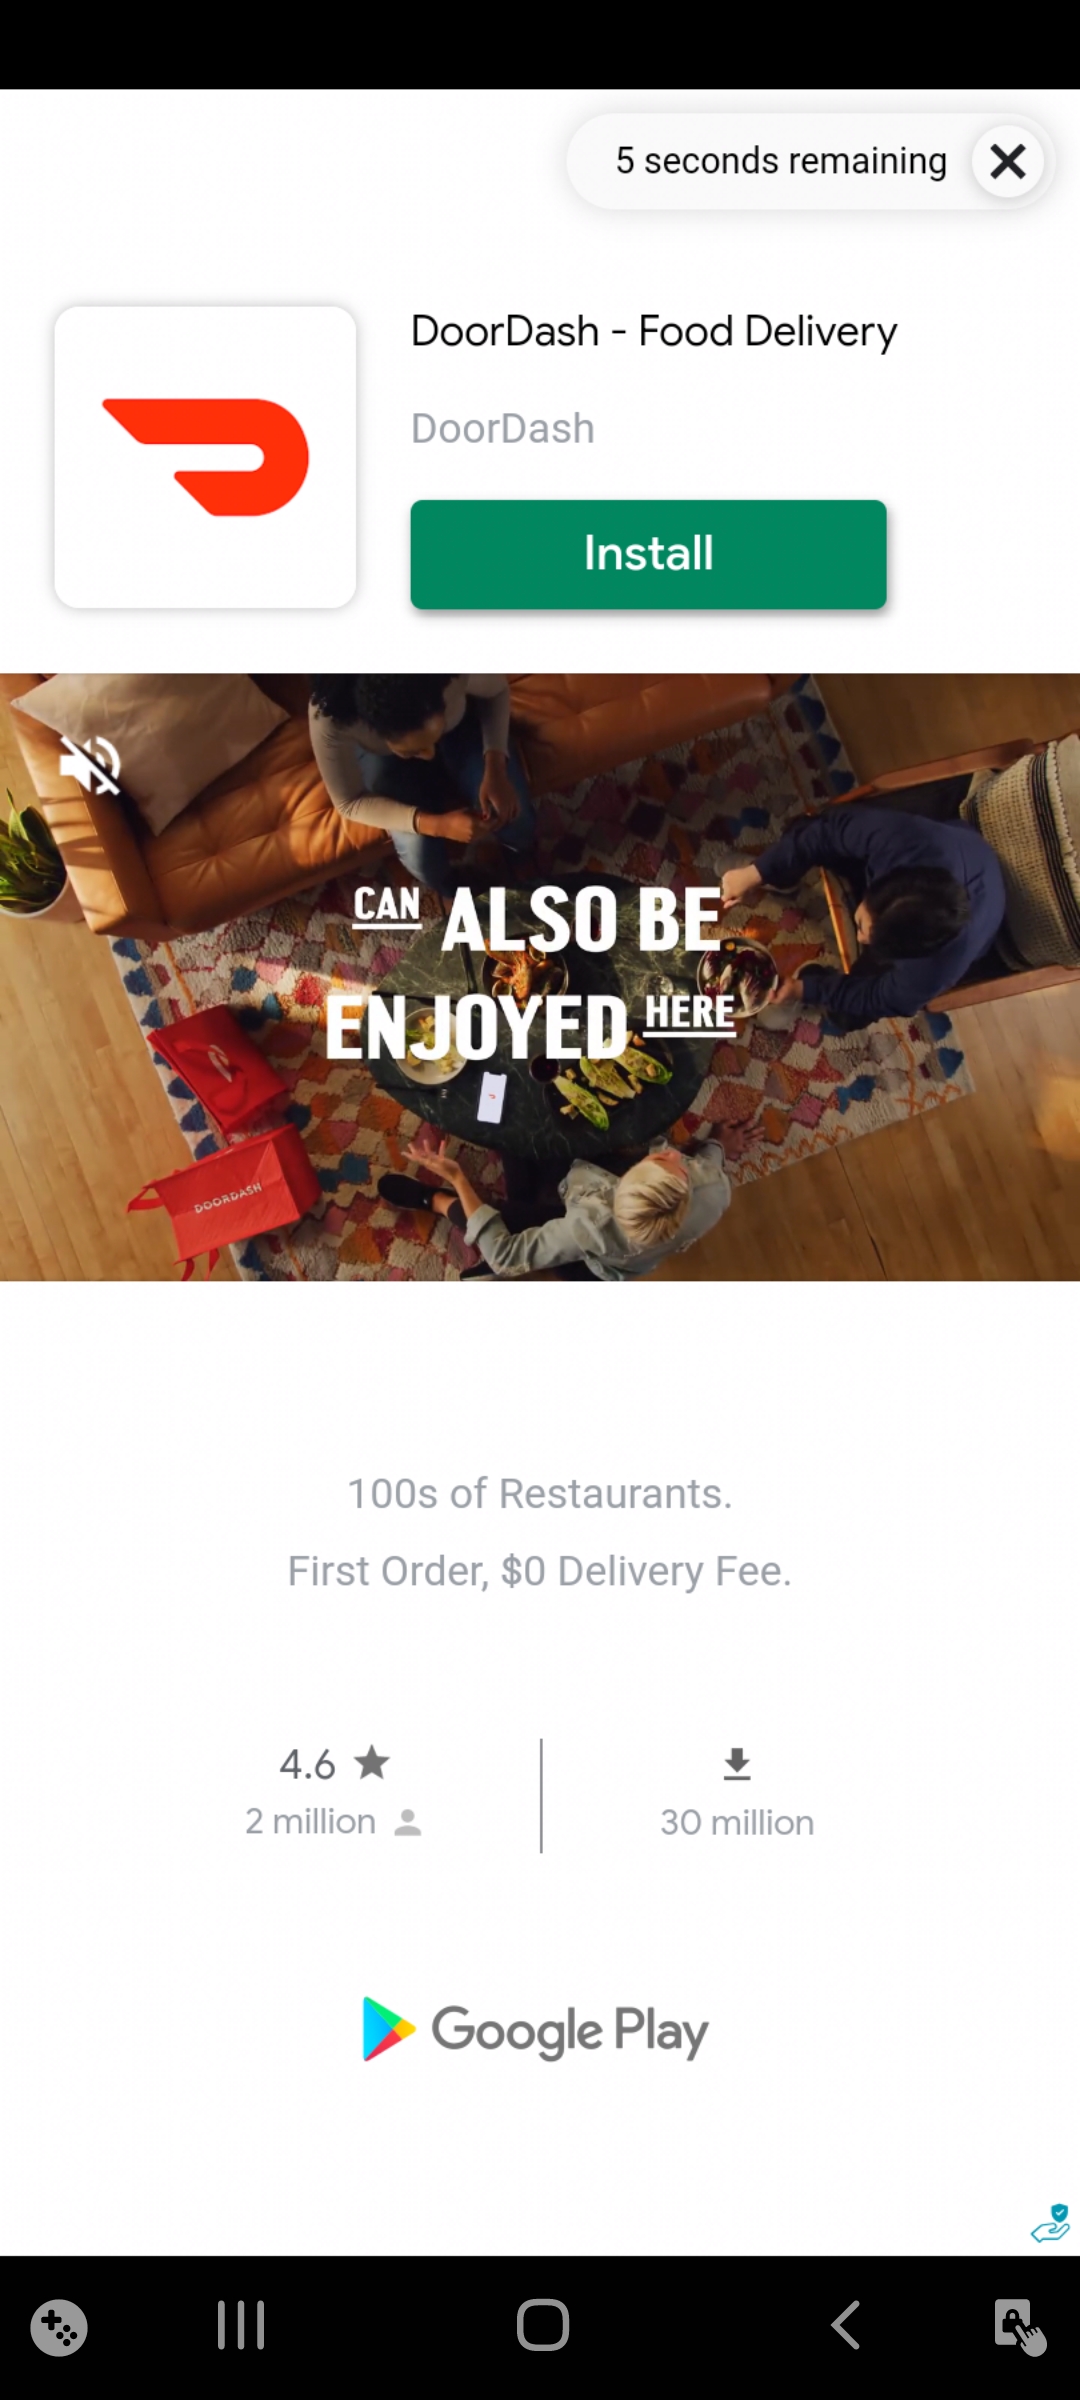 5 seconds remaining
DoorDash - Food Delivery
DoorDash
Install
CAN ALSO BE
ENJOYED HERE
DOORDASH
100s of Restaurants.
First Order, $0 Delivery Fee.
4.6
2 million
30 million
Google Play